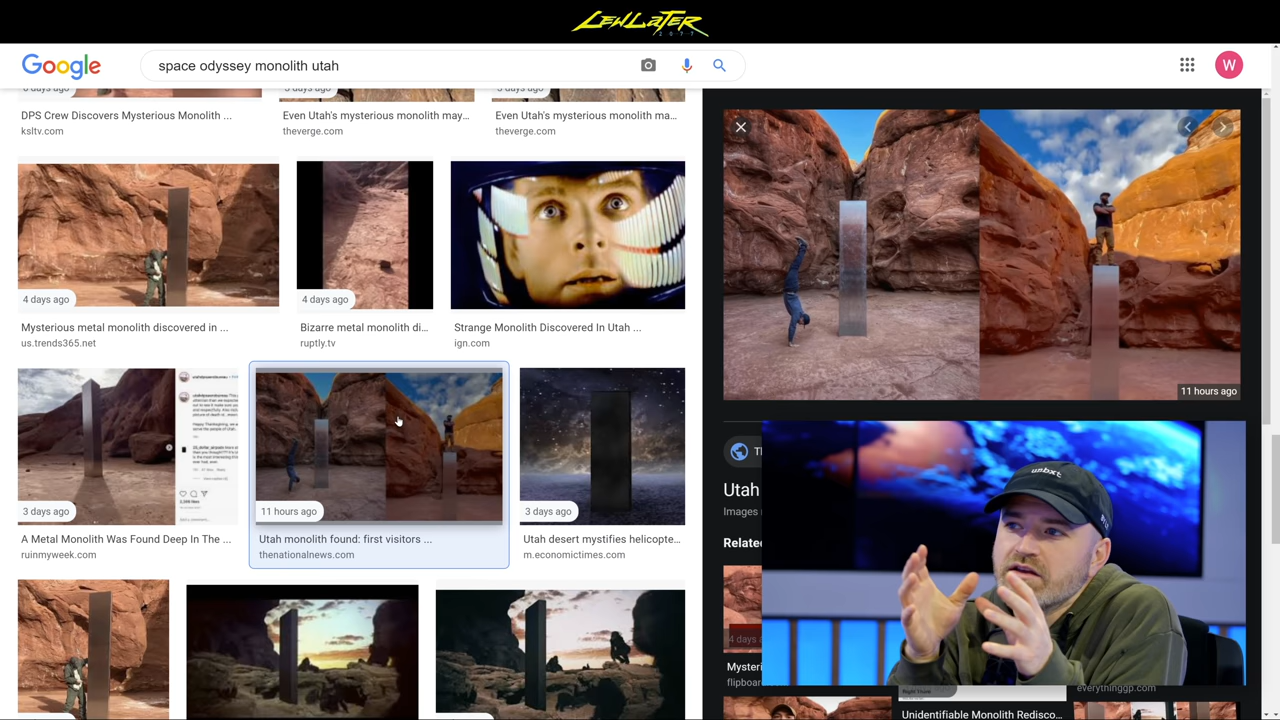 LEWLATER
2077
Google
space odyssey monolith utah
W
DPS Crew Discovers Mysterious Monolith ...
ksltv.com
Even Utah's mysterious monolith may...
theverge.com
Even Utah's mysterious monolith ma...
theverge.com
4 days ago
Mysterious metal monolith discovered in ...
us.trends365.net
4 days ago
Bizarre metal monolith di...
ruptly.tv
Strange Monolith Discovered In Utah ...
ign.com
3 days ago
A Metal Monolith Was Found Deep In The ...
ruinmyweek.com
11 hours ago
Utah monolith found: first visitors ...
thenationalnews.com
3 days ago
Utah desert mystifies helicopte...
m.economictimes.com
11 hours ago
Utah
Images
unbxt
4 days
everythinggp.com
Unidentifiable Monolith Redisco...